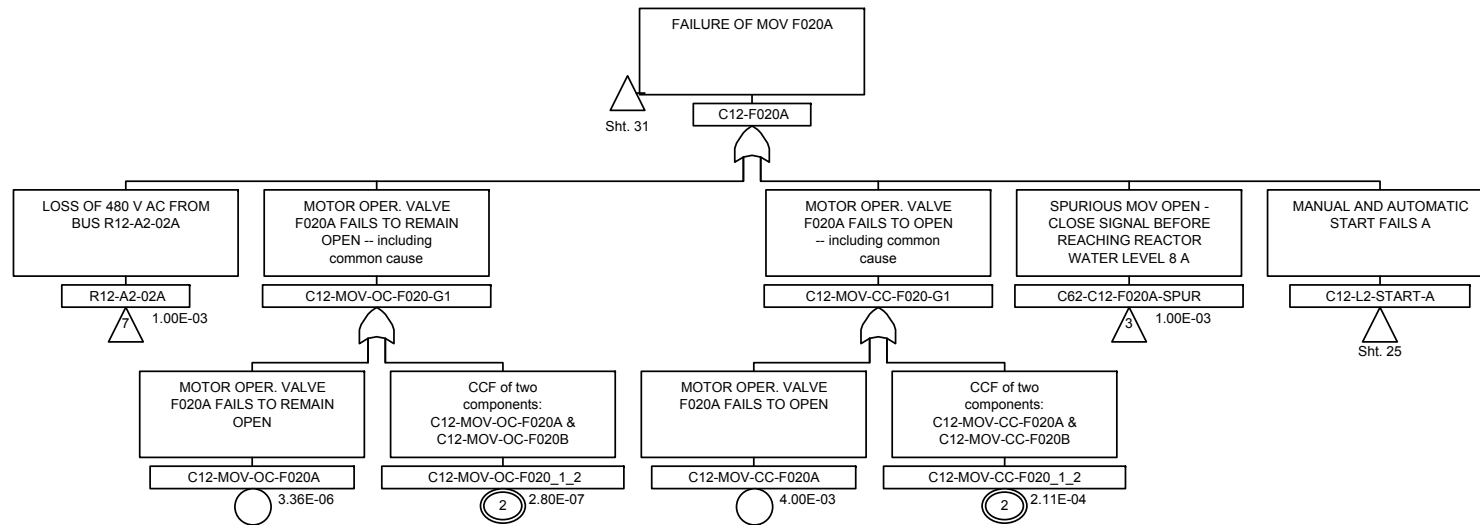 FAILURE OF MOV F020A
Sht. 31
C12-F020A
LOSS OF 480 V AC FROM
BUS R12-A2-02A
R12-A2-02A
7
1.00E-03
MOTOR OPER. VALVE
F020A FAILS TO REMAIN
OPEN -- including
common cause
C12-MOV-OC-F020-G1
MOTOR OPER. VALVE
F020A FAILS TO OPEN
-- including common
cause
C12-MOV-CC-F020-G1
SPURIOUS MOV OPEN -
CLOSE SIGNAL BEFORE
REACHING REACTOR
WATER LEVEL 8 A
C62-C12-F020A-SPUR
3
1.00E-03
MANUAL AND AUTOMATIC
START FAILS A
C12-L2-START-A
Sht. 25
MOTOR OPER. VALVE
F020A FAILS TO REMAIN
OPEN
C12-MOV-OC-F020A
3.36E-06
CCF of two
components:
C12-MOV-OC-F020A &
C12-MOV-OC-F020B
C12-MOV-OC-F020_1_2
2
2.80E-07
MOTOR OPER. VALVE
F020A FAILS TO OPEN
C12-MOV-CC-F020A
4.00E-03
CCF of two
components:
C12-MOV-CC-F020A &
C12-MOV-CC-F020B
C12-MOV-CC-F020_1_2
2
2.11E-04